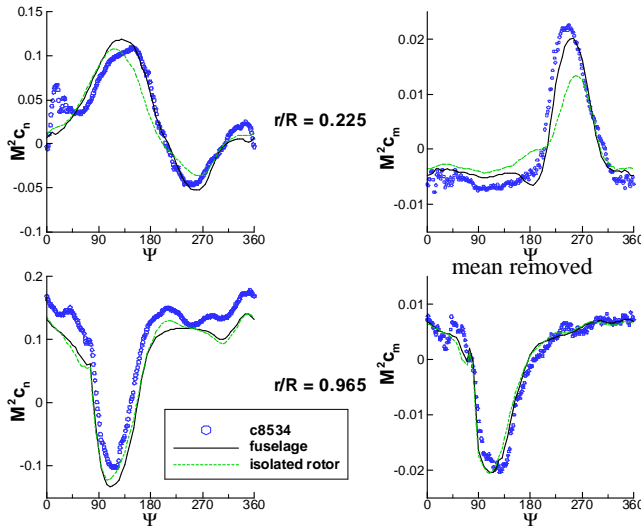 0.15
0.1
0.05
0
-0.05
-0.1
M²cn
0 90 180 270 360
Ψ
r/R = 0.225
0.02
0.01
0
-0.01
M²cm
0 90 180 270 360
Ψ
mean removed
0.2
0.1
0
-0.1
M²cn
0 90 180 270 360
Ψ
r/R = 0.965
c8534
fuselage
isolated rotor
0.01
0
-0.01
-0.02
M²cm
0 90 180 270 360
Ψ